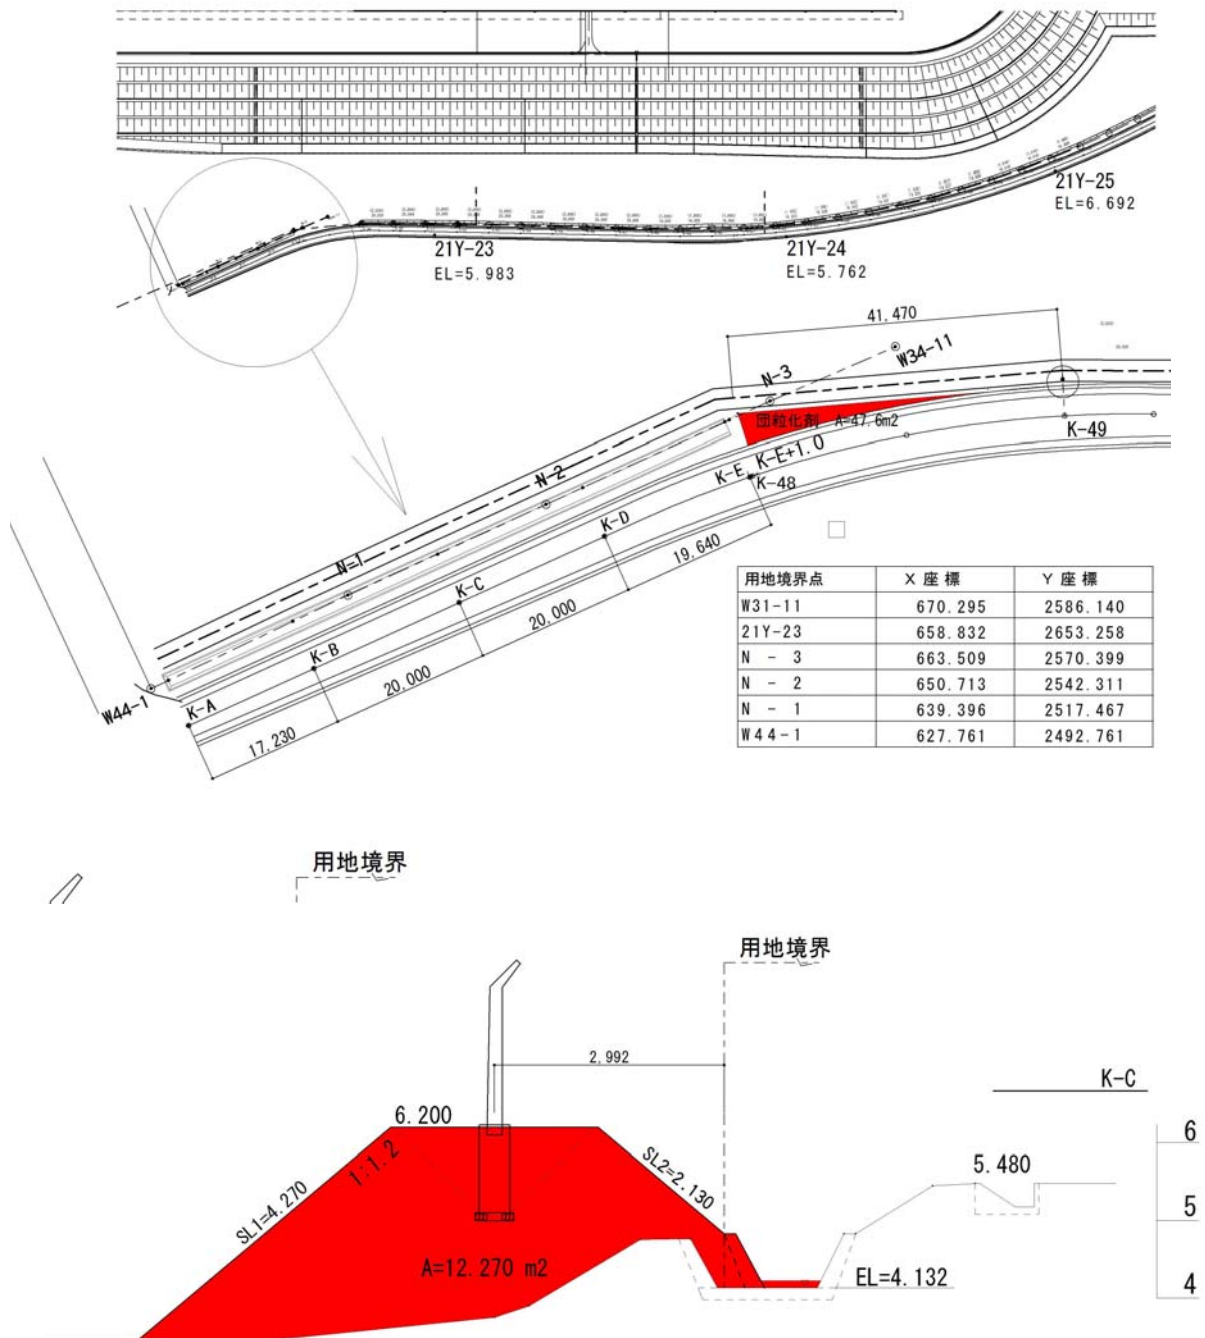 21Y-25
EL=6.692
21Y-23
EL=5.983
21Y-24
EL=5.762
41,470
W34-11
N-3
団粒化剤 A=47.6m2
K-49
K-E, K-E+1.0
K-48
N-2
K-D
19,640
N=1
K-C
20,000
K-B
20,000
W44-1
K-A
17,230
用地境界点 X 座 標 Y 座 標
W31-11 670.295 2586.140
21Y-23 658.832 2653.258
N - 3 663.509 2570.399
N - 2 650.713 2542.311
N - 1 639.396 2517.467
W44-1 627.761 2492.761
用地境界
用地境界
2,992
K-C
6.200
1:1.2
SL1=4.270
SL2=2.130
5.480
6
5
4
A=12.270 m2
EL=4.132